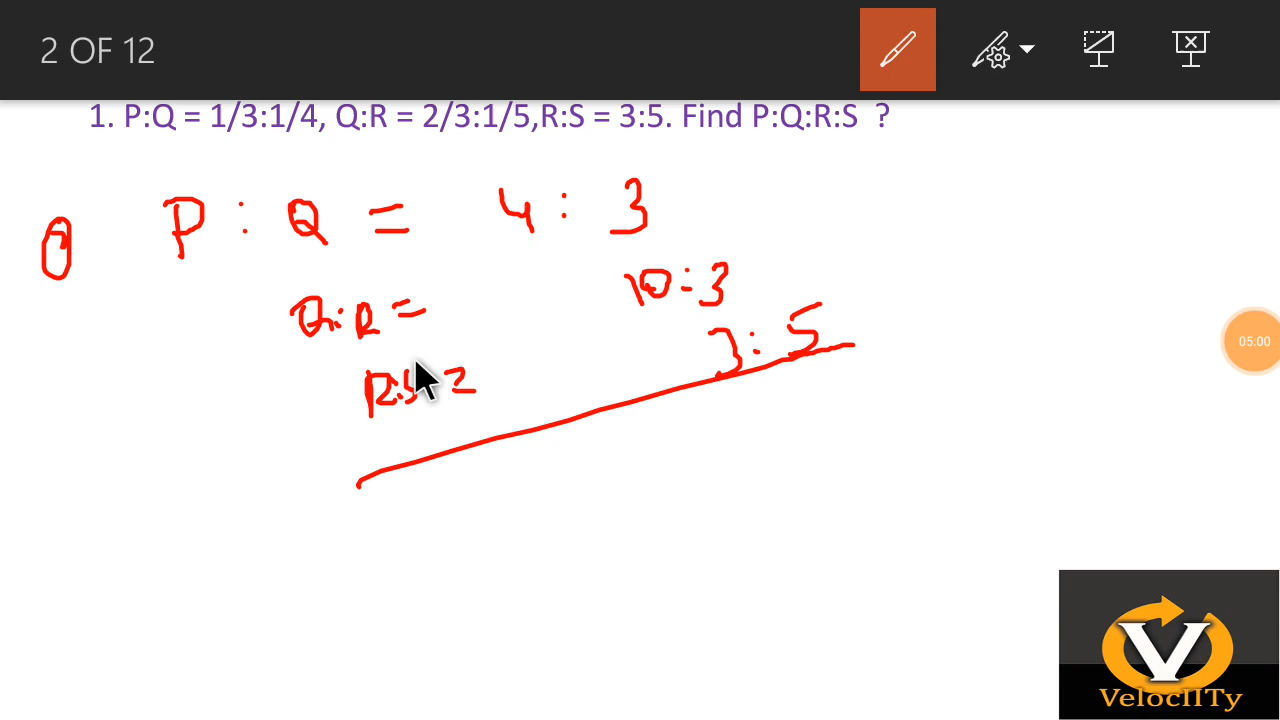 2 OF 12
1. P:Q = 1/3:1/4, Q:R = 2/3:1/5,R:S = 3:5. Find P:Q:R:S ?
P : Q = 4 : 3
Q:R = 10:3
R:S = 3:5
05:00
V
VelocIITy